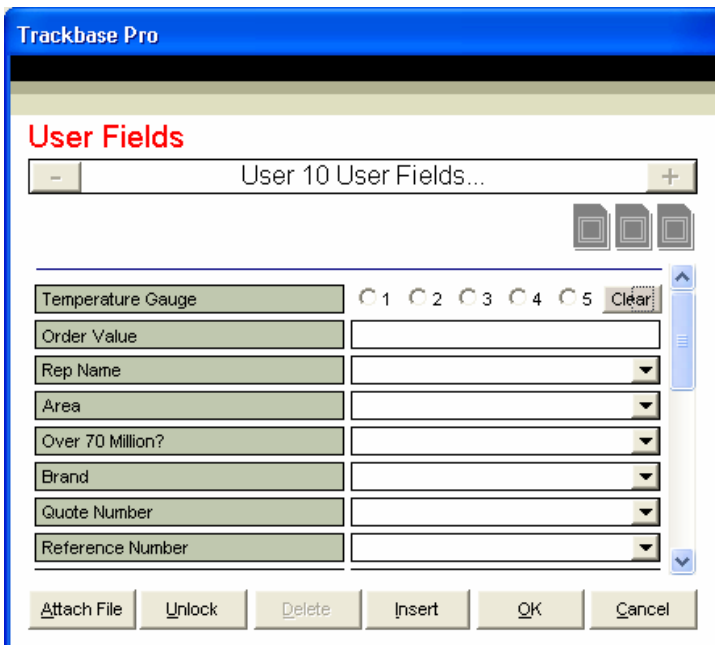 Trackbase Pro
User Fields
- User 10 User Fields... +
Temperature Gauge 1 2 3 4 5 Clear
Order Value
Rep Name
Area
Over 70 Million?
Brand
Quote Number
Reference Number
Attach File Unlock Delete Insert OK Cancel